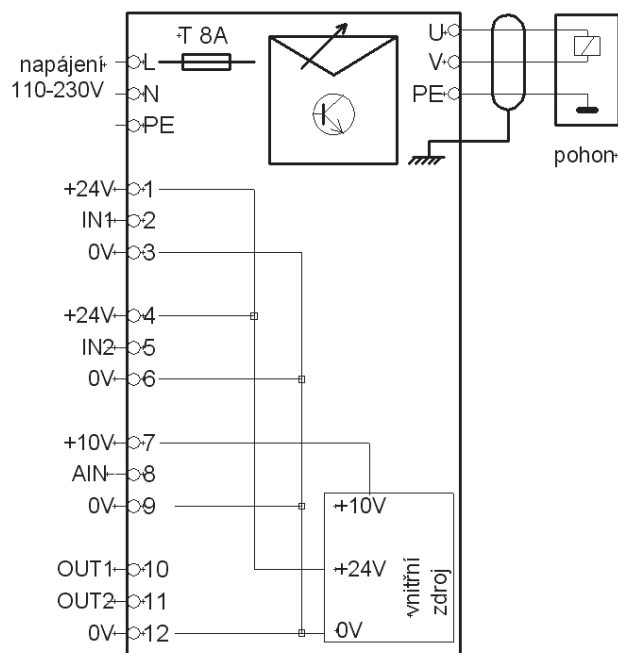 T 8A
napájení
110-230V
L
N
PE
U
V
PE
pohon
+24V 1
IN1 2
0V 3
+24V 4
IN2 5
0V 6
+10V 7
AIN 8
0V 9
OUT1 10
OUT2 11
0V 12
+10V
+24V
0V
vnitřní
zdroj